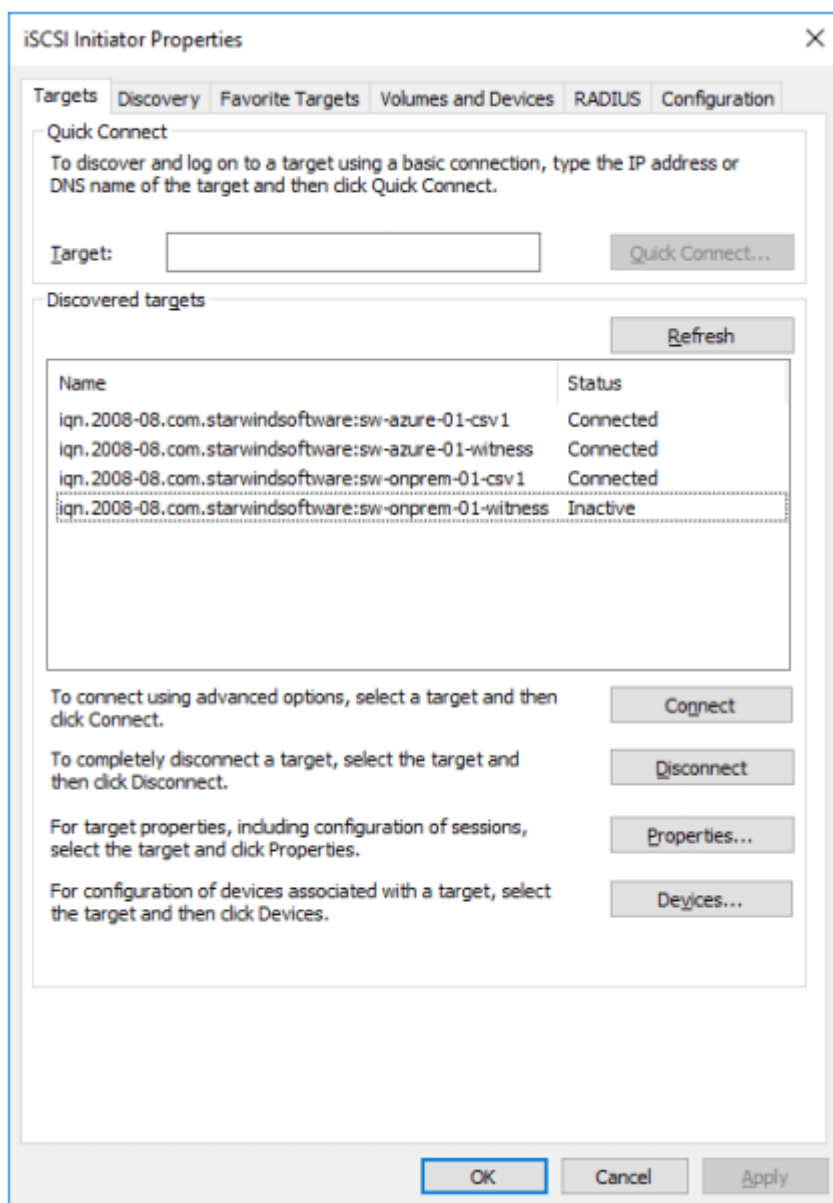 iSCSI Initiator Properties
Targets Discovery Favorite Targets Volumes and Devices RADIUS Configuration
Quick Connect
To discover and log on to a target using a basic connection, type the IP address or
DNS name of the target and then click Quick Connect.
Target: Quick Connect...
Discovered targets
Refresh
Name Status
iqn.2008-08.com.starwindsoftware:sw-azure-01-csv1 Connected
iqn.2008-08.com.starwindsoftware:sw-azure-01-witness Connected
iqn.2008-08.com.starwindsoftware:sw-onprem-01-csv1 Connected
iqn.2008-08.com.starwindsoftware:sw-onprem-01-witness Inactive
To connect using advanced options, select a target and then
click Connect.
Connect
To completely disconnect a target, select the target and
then click Disconnect.
Disconnect
For target properties, including configuration of sessions,
select the target and click Properties.
Properties...
For configuration of devices associated with a target, select
the target and then click Devices.
Devices...
OK Cancel Apply